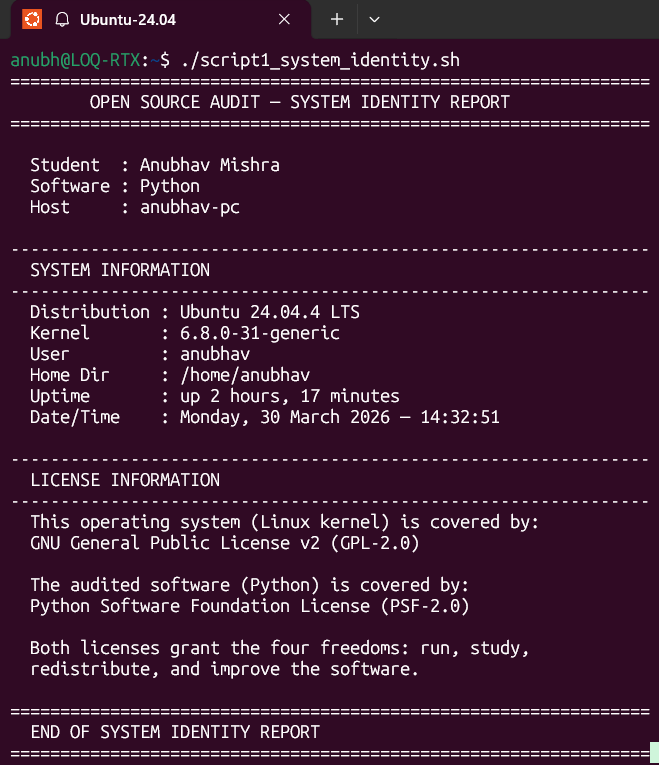 Ubuntu-24.04
anubh@LOQ-RTX:~$ ./script1_system_identity.sh
================================================================
OPEN SOURCE AUDIT — SYSTEM IDENTITY REPORT
================================================================
Student : Anubhav Mishra
Software : Python
Host : anubhav-pc
----------------------------------------------------------------
SYSTEM INFORMATION
----------------------------------------------------------------
Distribution : Ubuntu 24.04.4 LTS
Kernel : 6.8.0-31-generic
User : anubhav
Home Dir : /home/anubhav
Uptime : up 2 hours, 17 minutes
Date/Time : Monday, 30 March 2026 — 14:32:51
----------------------------------------------------------------
LICENSE INFORMATION
----------------------------------------------------------------
This operating system (Linux kernel) is covered by:
GNU General Public License v2 (GPL-2.0)
The audited software (Python) is covered by:
Python Software Foundation License (PSF-2.0)
Both licenses grant the four freedoms: run, study,
redistribute, and improve the software.
================================================================
END OF SYSTEM IDENTITY REPORT
================================================================